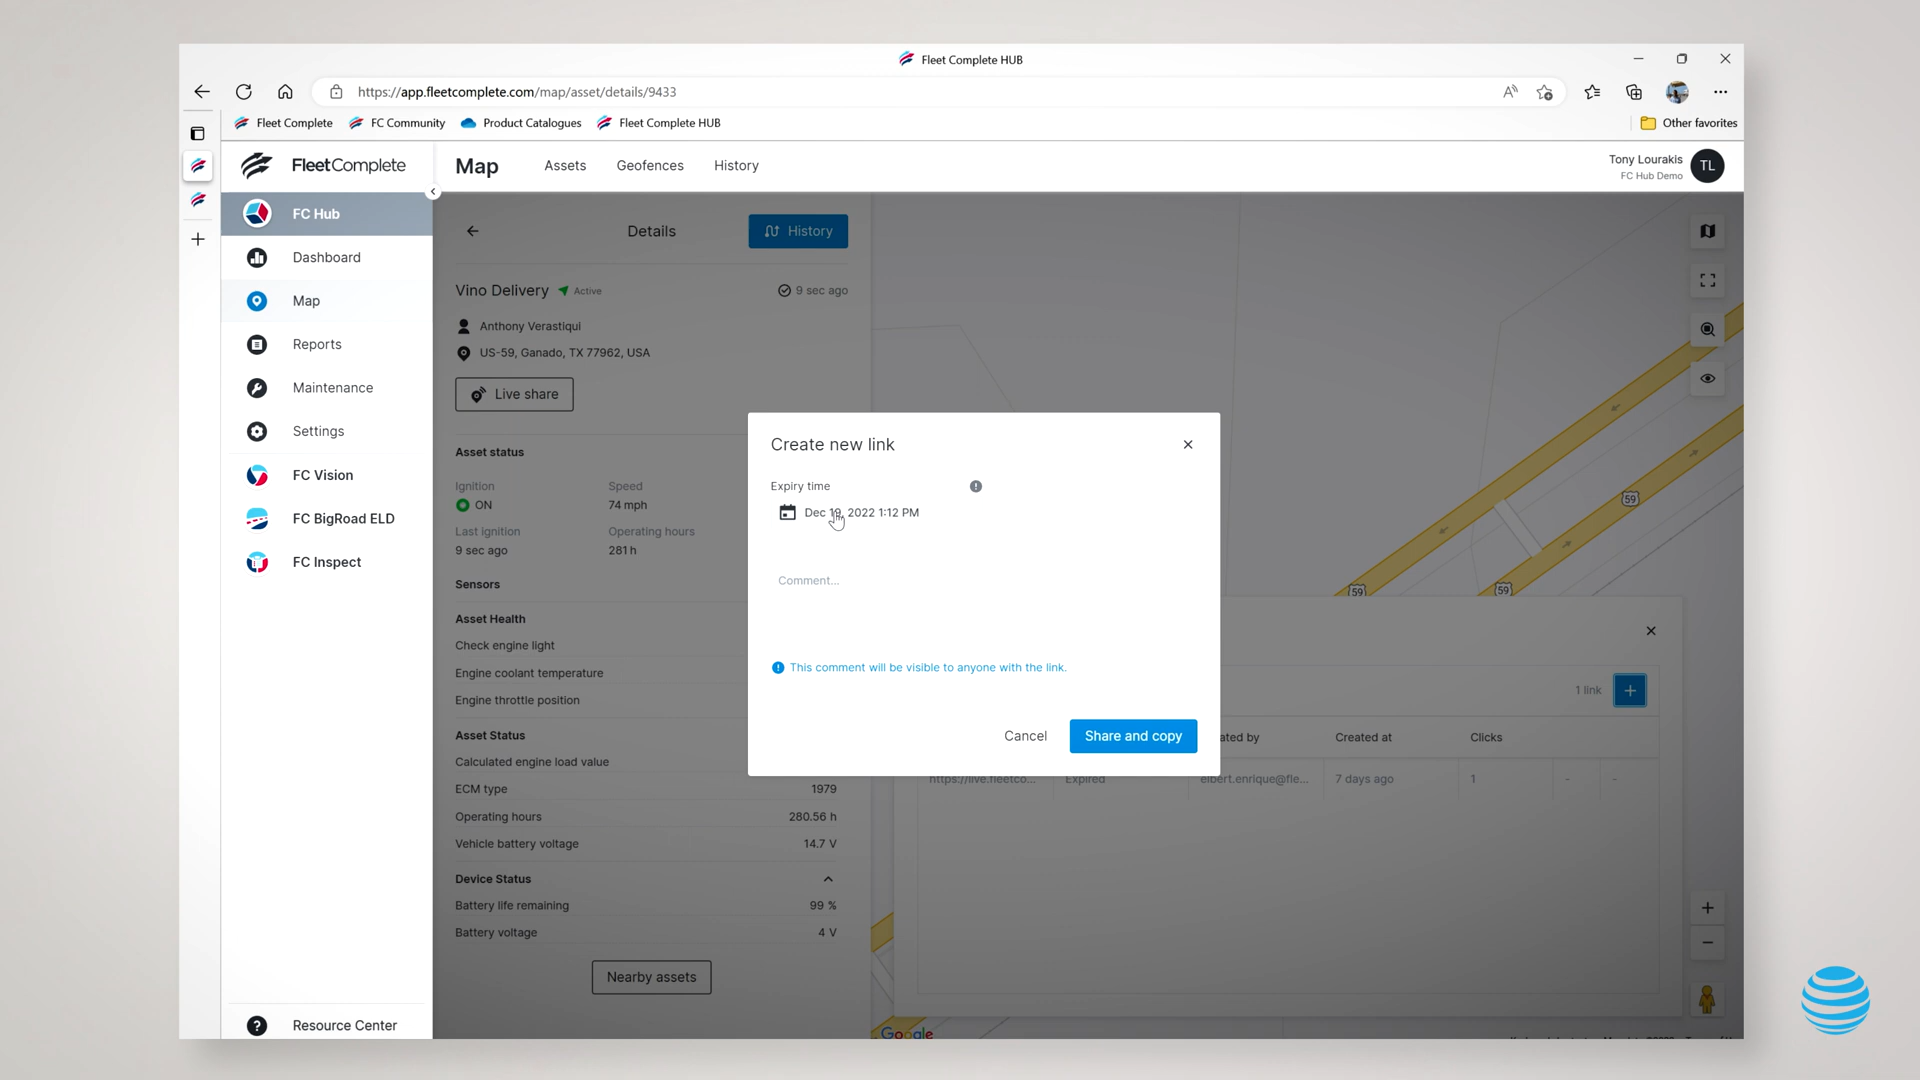 Fleet Complete HUB
https://app.fleetcomplete.com/map/asset/details/9433
Fleet Complete
FC Community
Product Catalogues
Fleet Complete HUB
Other favorites
FleetComplete
Map
Assets
Geofences
History
Tony Lourakis
FC Hub Demo
TL
FC Hub
Dashboard
Map
Reports
Maintenance
Settings
FC Vision
FC BigRoad ELD
FC Inspect
Resource Center
Details
History
Vino Delivery
Active
9 sec ago
Anthony Verastiqui
US-59, Ganado, TX 77962, USA
Live share
Asset status
Ignition
Speed
ON
74 mph
Last ignition
Operating hours
9 sec ago
281 h
Sensors
Asset Health
Check engine light
Engine coolant temperature
Engine throttle position
Asset Status
Calculated engine load value
ECM type
1979
Operating hours
280.56 h
Vehicle battery voltage
14.7 V
Device Status
Battery life remaining
99 %
Battery voltage
4 V
Nearby assets
Create new link
Expiry time
Dec 19, 2022 1:12 PM
Comment...
This comment will be visible to anyone with the link.
Cancel
Share and copy
59
59
59
1 link
ated by
Created at
Clicks
https://live.fleetco...
Expired
elbert.enrique@fle...
7 days ago
1
-
-
Google